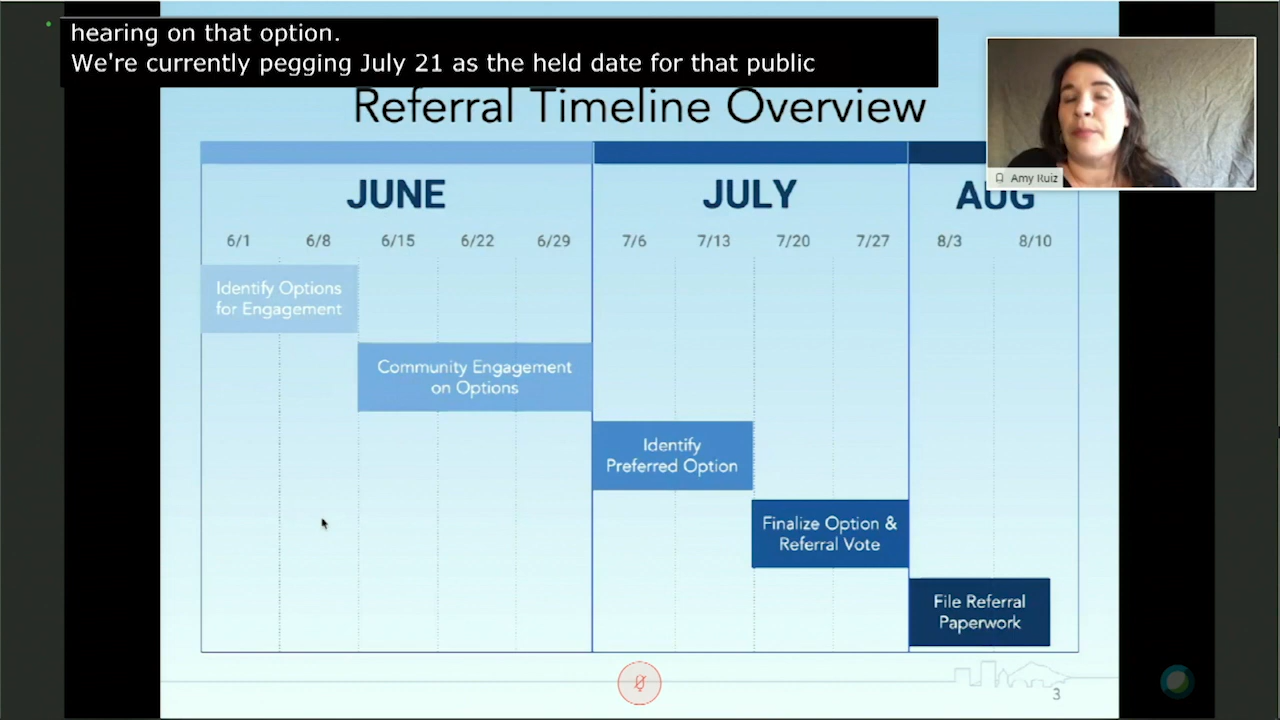 hearing on that option.
We're currently pegging July 21 as the held date for that public
Referral Timeline Overview
Amy Ruiz
JUNE
JULY
AUG
6/1
6/8
6/15
6/22
6/29
7/6
7/13
7/20
7/27
8/3
8/10
Identify Options
for Engagement
Community Engagement
on Options
Identify
Preferred Option
Finalize Option &
Referral Vote
File Referral
Paperwork
3